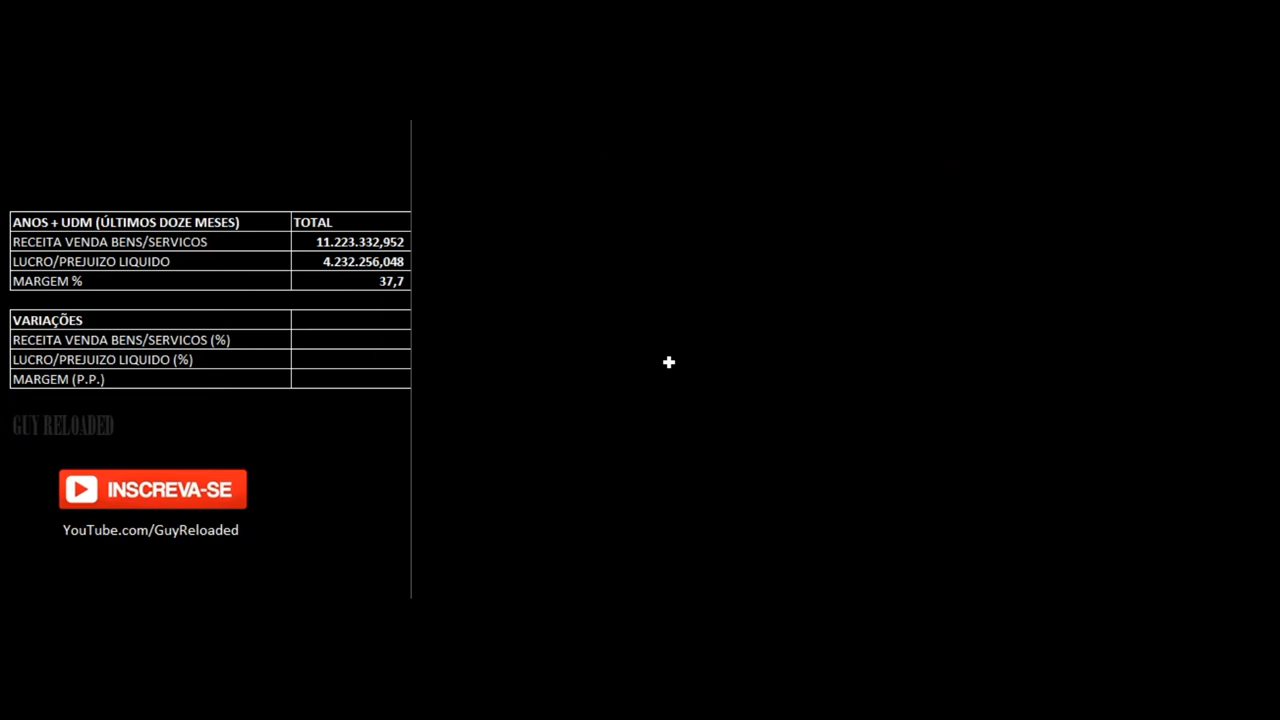 ANOS + UDM (ÚLTIMOS DOZE MESES) TOTAL
RECEITA VENDA BENS/SERVICOS 11.223.332,952
LUCRO/PREJUIZO LIQUIDO 4.232.256,048
MARGEM % 37,7
VARIAÇÕES
RECEITA VENDA BENS/SERVICOS (%)
LUCRO/PREJUIZO LIQUIDO (%)
MARGEM (P.P.)
GUY RELOADED
INSCREVA-SE
YouTube.com/GuyReloaded